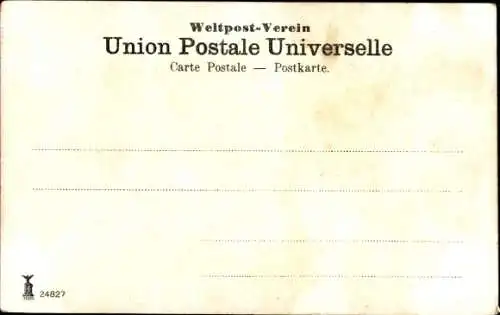 Weltpost-Verein
Union Postale Universelle
Carte Postale — Postkarte.
24827